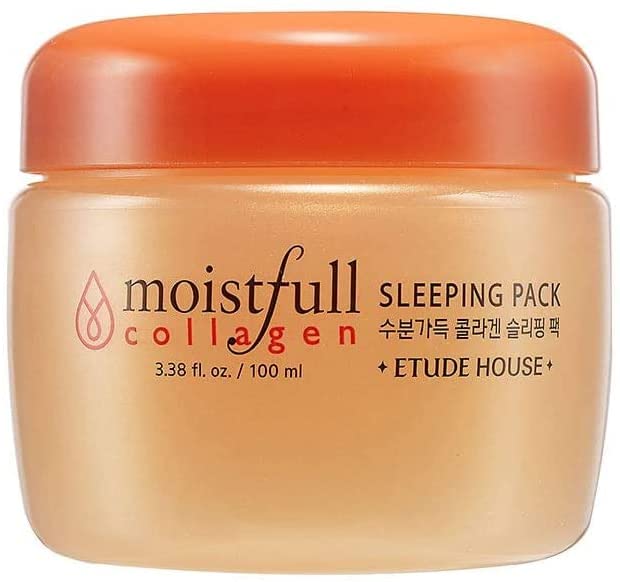 moistfull
collagen
3.38 fl. oz. / 100 ml
SLEEPING PACK
수분가득 콜라겐 슬리핑 팩
ETUDE HOUSE